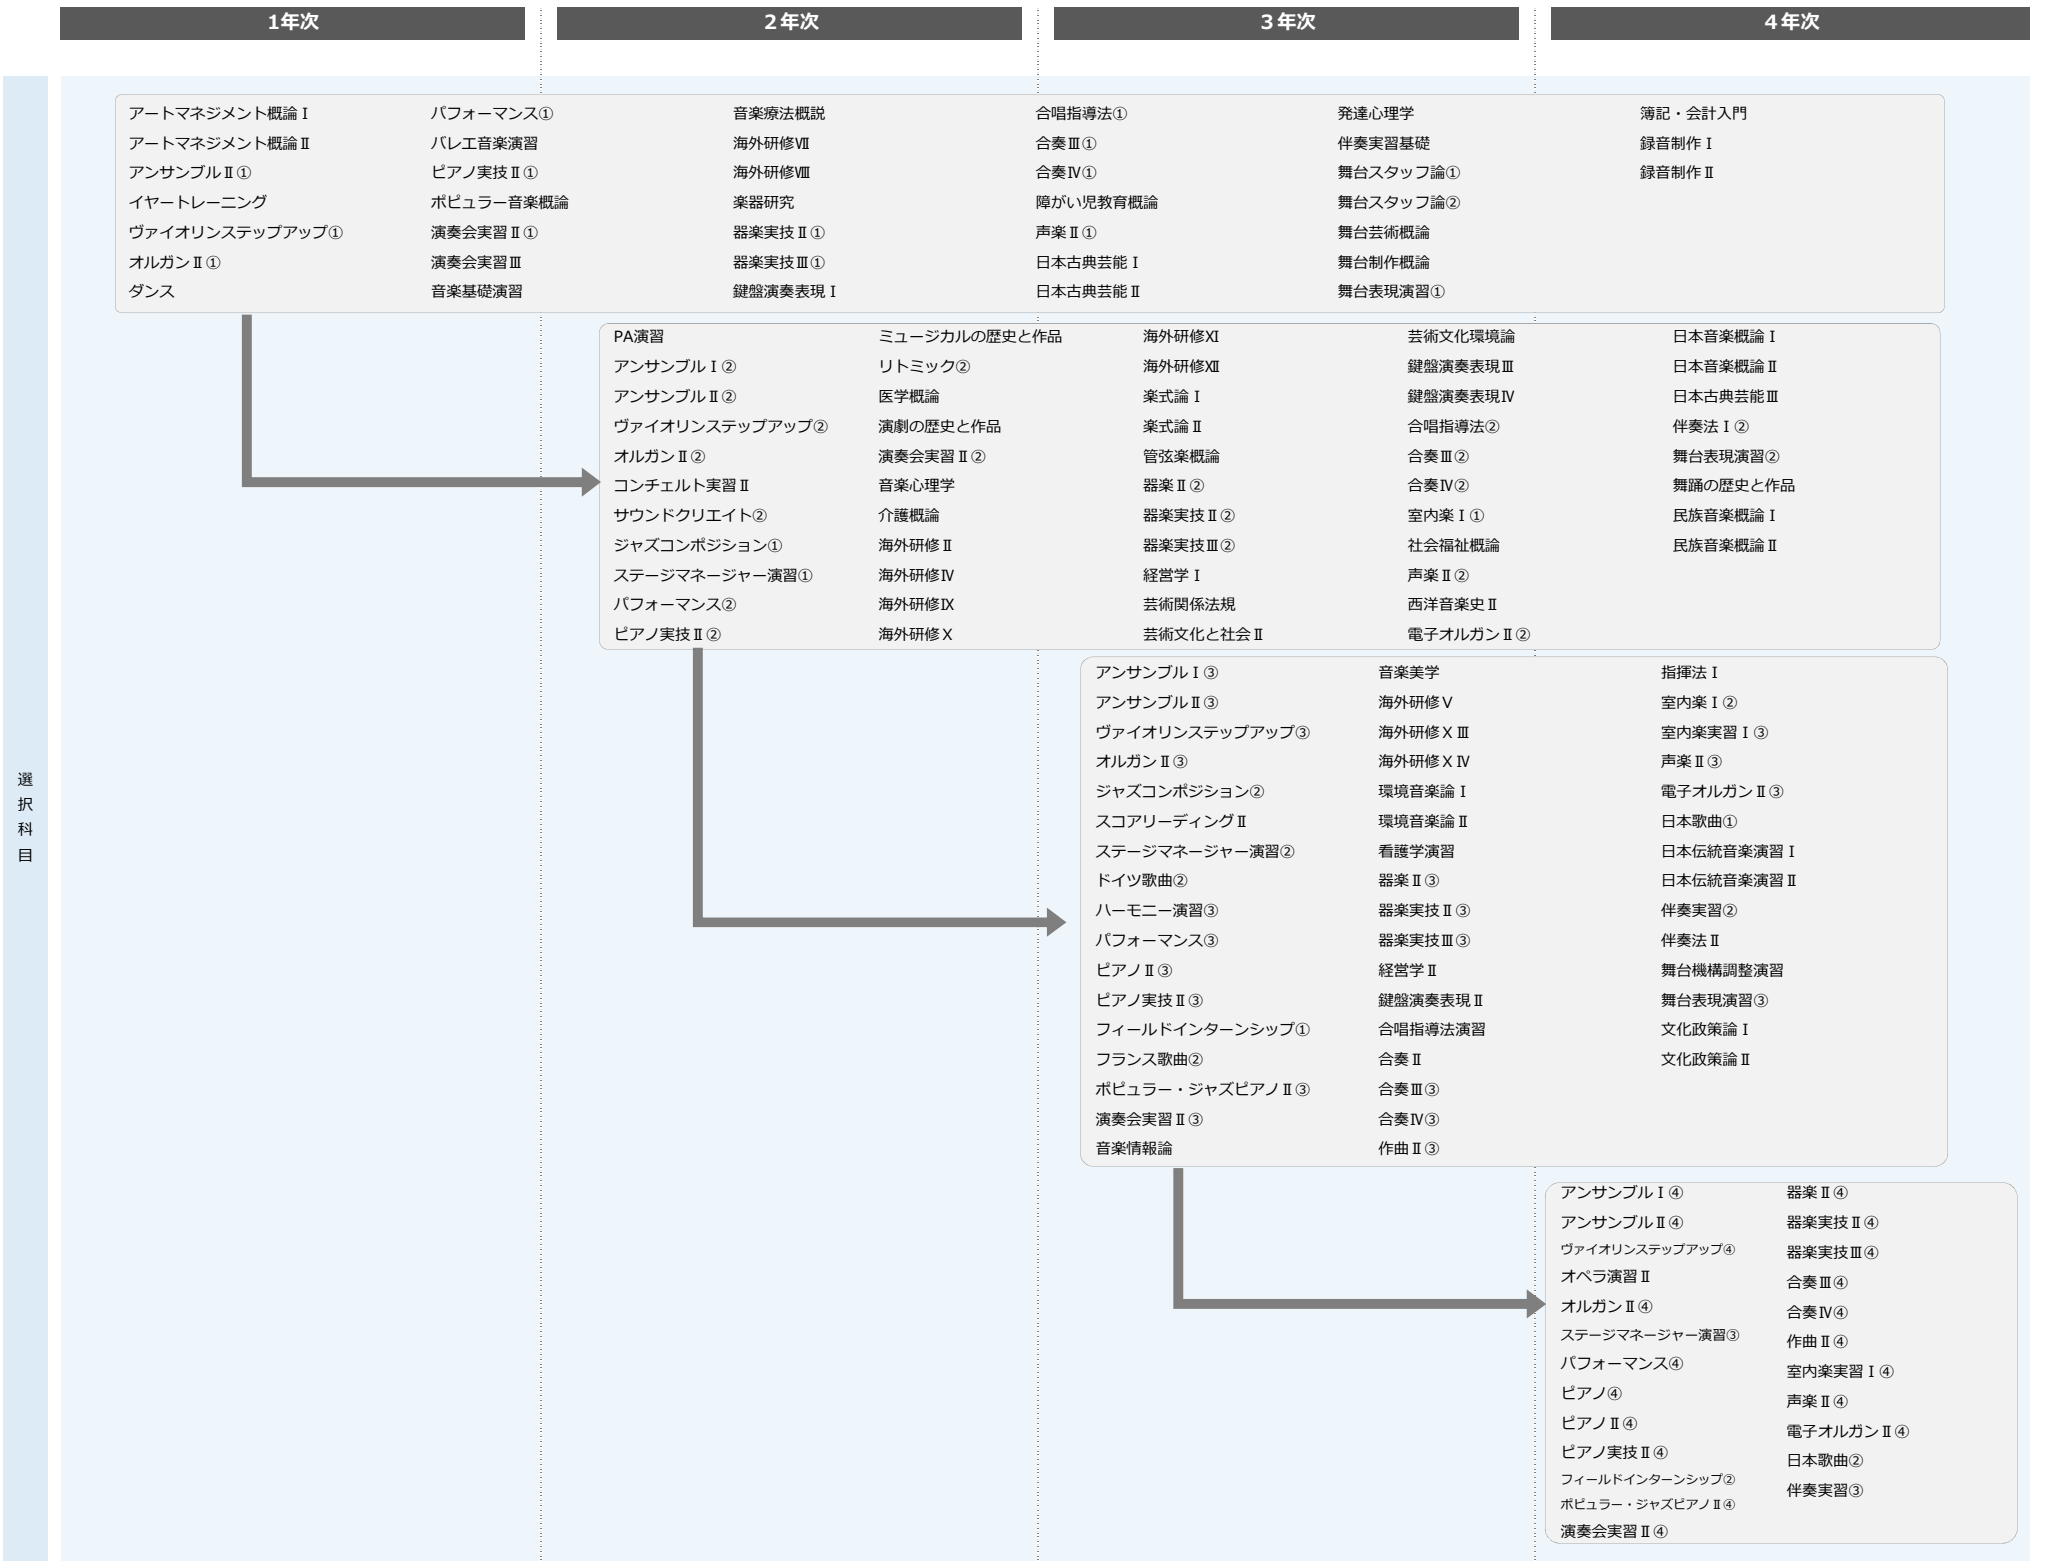 1年次
２年次
３年次
４年次
選択科目
アートマネジメント概論Ⅰ
アートマネジメント概論Ⅱ
アンサンブルⅡ①
イヤートレーニング
ヴァイオリンステップアップ①
オルガンⅡ①
ダンス
パフォーマンス①
バレエ音楽演習
ピアノ実技Ⅱ①
ポピュラー音楽概論
演奏会実習Ⅱ①
演奏会実習Ⅲ
音楽基礎演習
音楽療法概説
海外研修Ⅶ
海外研修Ⅷ
楽器研究
器楽実技Ⅱ①
器楽実技Ⅲ①
鍵盤演奏表現Ⅰ
合唱指導法①
合奏Ⅲ①
合奏Ⅳ①
障がい児教育概論
声楽Ⅱ①
日本古典芸能Ⅰ
日本古典芸能Ⅱ
発達心理学
伴奏実習基礎
舞台スタッフ論①
舞台スタッフ論②
舞台芸術概論
舞台制作概論
舞台表現演習①
簿記・会計入門
録音制作Ⅰ
録音制作Ⅱ
PA演習
アンサンブルⅠ②
アンサンブルⅡ②
ヴァイオリンステップアップ②
オルガンⅡ②
コンチェルト実習Ⅱ
サウンドクリエイト②
ジャズコンポジション①
ステージマネージャー演習①
パフォーマンス②
ピアノ実技Ⅱ②
ミュージカルの歴史と作品
リトミック②
医学概論
演劇の歴史と作品
演奏会実習Ⅱ②
音楽心理学
介護概論
海外研修Ⅱ
海外研修Ⅳ
海外研修Ⅸ
海外研修Ⅹ
海外研修Ⅺ
海外研修Ⅻ
楽式論Ⅰ
楽式論Ⅱ
管弦楽概論
器楽Ⅱ②
器楽実技Ⅱ②
器楽実技Ⅲ②
経営学Ⅰ
芸術関係法規
芸術文化と社会Ⅱ
芸術文化環境論
鍵盤演奏表現Ⅲ
鍵盤演奏表現Ⅳ
合唱指導法②
合奏Ⅲ②
合奏Ⅳ②
室内楽Ⅰ①
社会福祉概論
声楽Ⅱ②
西洋音楽史Ⅱ
電子オルガンⅡ②
日本音楽概論Ⅰ
日本音楽概論Ⅱ
日本古典芸能Ⅲ
伴奏法Ⅰ②
舞台表現演習②
舞踊の歴史と作品
民族音楽概論Ⅰ
民族音楽概論Ⅱ
アンサンブルⅠ③
アンサンブルⅡ③
ヴァイオリンステップアップ③
オルガンⅡ③
ジャズコンポジション②
スコアリーディングⅡ
ステージマネージャー演習②
ドイツ歌曲②
ハーモニー演習③
パフォーマンス③
ピアノⅡ③
ピアノ実技Ⅱ③
フィールドインターンシップ①
フランス歌曲②
ポピュラー・ジャズピアノⅡ③
演奏会実習Ⅱ③
音楽情報論
音楽美学
海外研修Ⅴ
海外研修ⅩⅢ
海外研修ⅩⅣ
環境音楽論Ⅰ
環境音楽論Ⅱ
看護学演習
器楽Ⅱ③
器楽実技Ⅱ③
器楽実技Ⅲ③
経営学Ⅱ
鍵盤演奏表現Ⅱ
合唱指導法演習
合奏Ⅱ
合奏Ⅲ③
合奏Ⅳ③
作曲Ⅱ③
指揮法Ⅰ
室内楽Ⅰ②
室内楽実習Ⅰ③
声楽Ⅱ③
電子オルガンⅡ③
日本歌曲①
日本伝統音楽演習Ⅰ
日本伝統音楽演習Ⅱ
伴奏実習②
伴奏法Ⅱ
舞台機構調整演習
舞台表現演習③
文化政策論Ⅰ
文化政策論Ⅱ
アンサンブルⅠ④
アンサンブルⅡ④
ヴァイオリンステップアップ④
オペラ演習Ⅱ
オルガンⅡ④
ステージマネージャー演習③
パフォーマンス④
ピアノ④
ピアノⅡ④
ピアノ実技Ⅱ④
フィールドインターンシップ②
ポピュラー・ジャズピアノⅡ④
演奏会実習Ⅱ④
器楽Ⅱ④
器楽実技Ⅱ④
器楽実技Ⅲ④
合奏Ⅲ④
合奏Ⅳ④
作曲Ⅱ④
室内楽実習Ⅰ④
声楽Ⅱ④
電子オルガンⅡ④
日本歌曲②
伴奏実習③